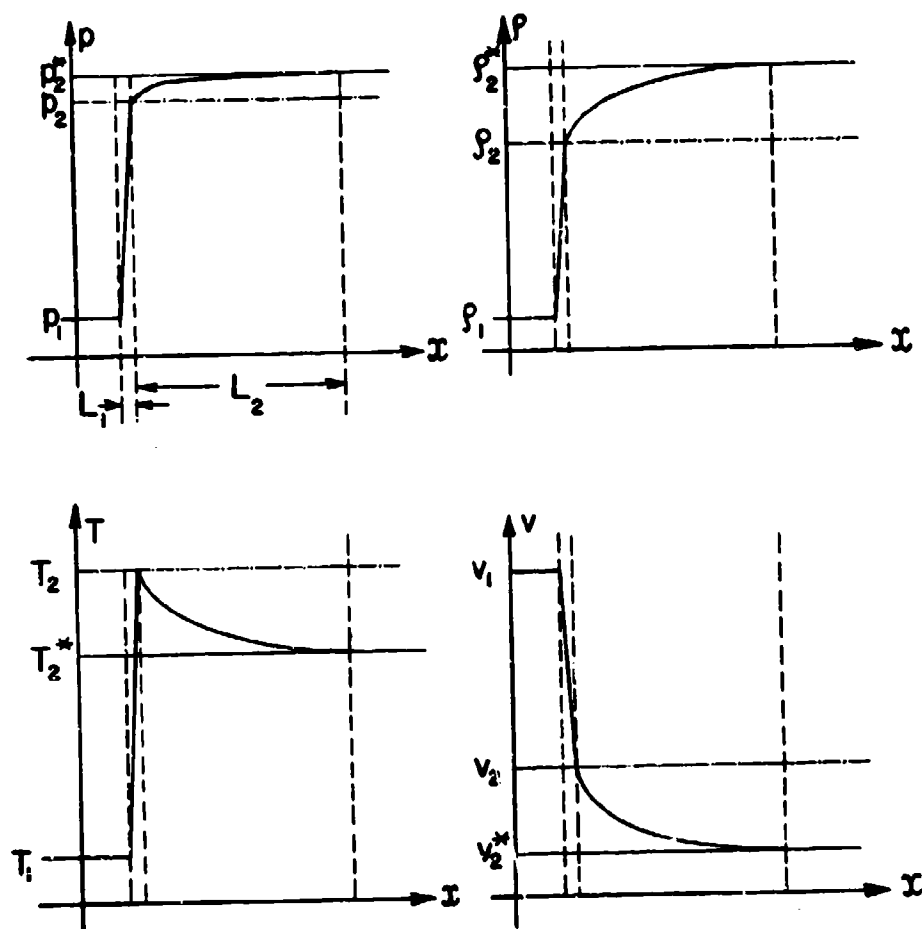 p
p₂*
p₂
p₁
x
L₁
L₂
ρ
ρ₂*
ρ₂
ρ₁
x
T
T₂
T₂*
T₁
x
v
v₁
v₂
v₂*
x